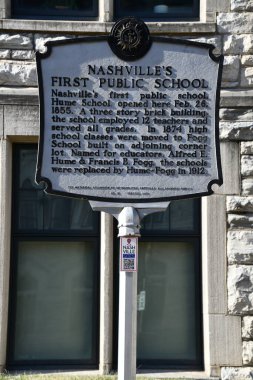 NASHVILLE'S
FIRST PUBLIC SCHOOL
Nashville's first public school,
Hume School, opened here Feb. 26,
1855. A three story brick building,
the school employed 12 teachers and
served all grades. In 1874 high
school classes were moved to Fogg
School built on adjoining corner
lot. Named for educators, Alfred E.
Hume & Francis B. Fogg, the schools
were replaced by Hume-Fogg in 1912.
NASH
VILLE